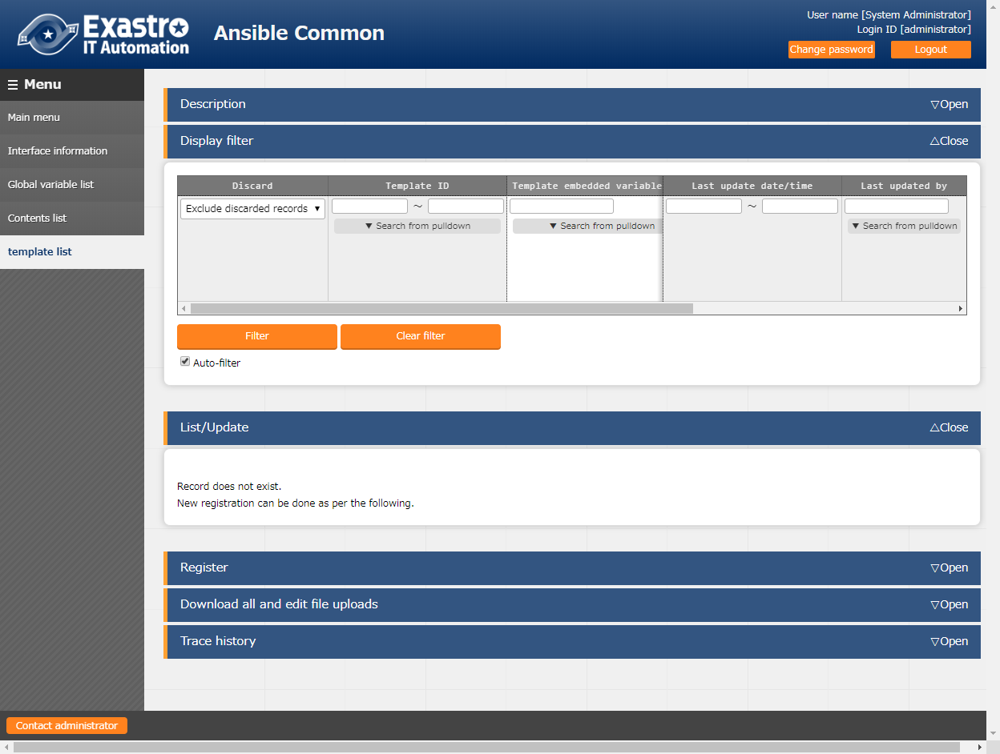 Exastro
IT Automation
Ansible Common
User name [System Administrator]
Login ID [administrator]
Change password
Logout
Menu
Main menu
Interface information
Global variable list
Contents list
template list
Description
▽Open
Display filter
△Close
Discard
Template ID
Template embedded variable
Last update date/time
Last updated by
Exclude discarded records ▼
~
~
▼ Search from pulldown
▼ Search from pulldown
▼ Search from pulldown
Filter
Clear filter
Auto-filter
List/Update
△Close
Record does not exist.
New registration can be done as per the following.
Register
▽Open
Download all and edit file uploads
▽Open
Trace history
▽Open
Contact administrator